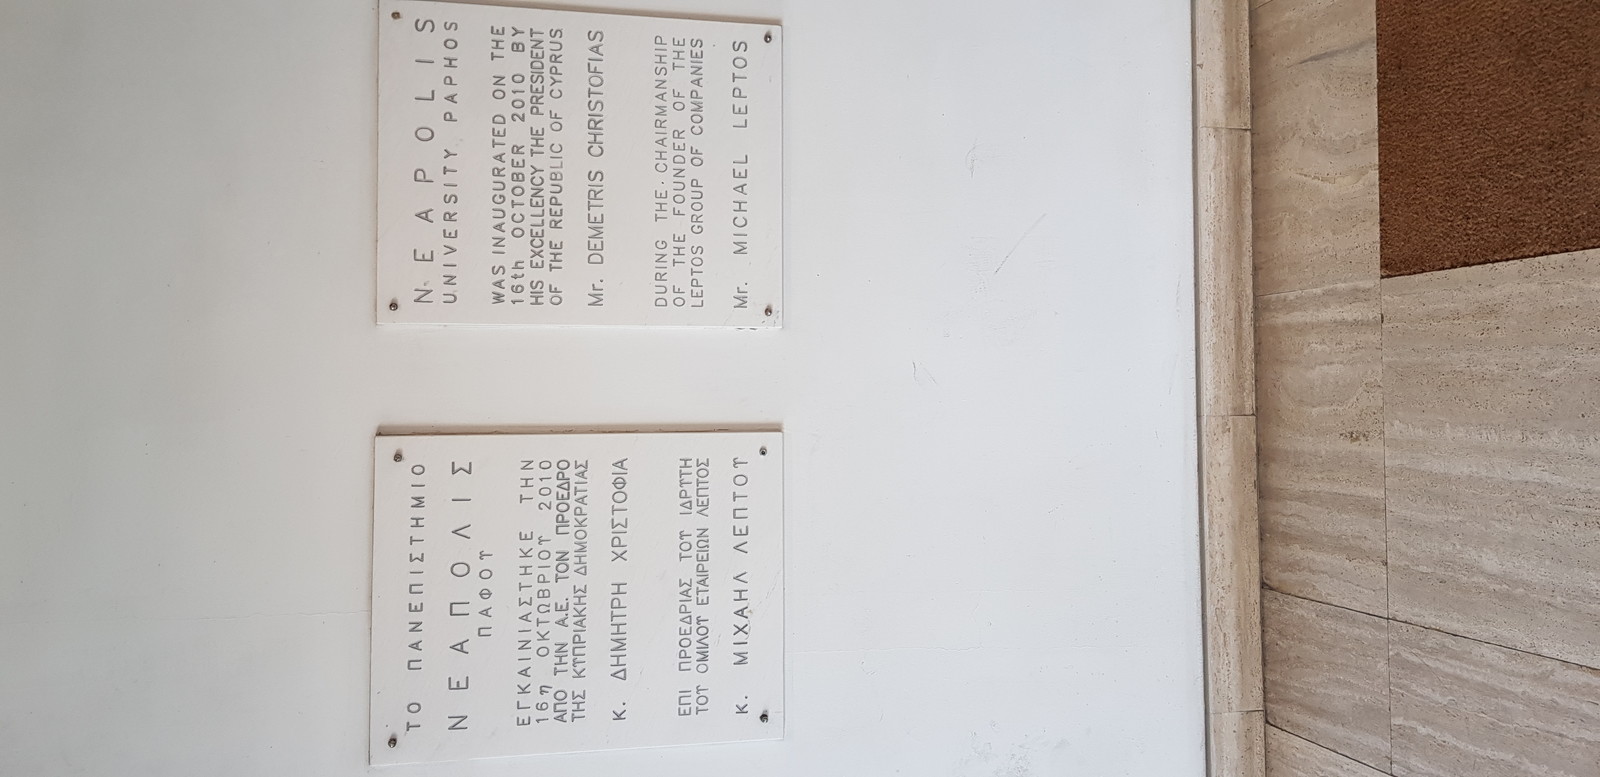 ΤΟ ΠΑΝΕΠΙΣΤΗΜΙΟ
ΝΕΑΠΟΛΙΣ
ΠΑΦΟΥ
ΕΓΚΑΙΝΙΑΣΤΗΚΕ ΤΗΝ
16η ΟΚΤΩΒΡΙΟΥ 2010
ΑΠΟ ΤΗΝ Α.Ε. ΤΟΝ ΠΡΟΕΔΡΟ
ΤΗΣ ΚΥΠΡΙΑΚΗΣ ΔΗΜΟΚΡΑΤΙΑΣ
Κ. ΔΗΜΗΤΡΗ ΧΡΙΣΤΟΦΙΑ
ΕΠΙ ΠΡΟΕΔΡΙΑΣ ΤΟΥ ΙΔΡΥΤΗ
ΤΟΥ ΟΜΙΛΟΥ ΕΤΑΙΡΕΙΩΝ ΛΕΠΤΟΣ
Κ. ΜΙΧΑΗΛ ΛΕΠΤΟΥ
NEAPOLIS
UNIVERSITY PAPHOS
WAS INAUGURATED ON THE
16th OCTOBER 2010 BY
HIS EXCELLENCY THE PRESIDENT
OF THE REPUBLIC OF CYPRUS
Mr. DEMETRIS CHRISTOFIAS
DURING THE CHAIRMANSHIP
OF THE FOUNDER OF THE
LEPTOS GROUP OF COMPANIES
Mr. MICHAEL LEPTOS